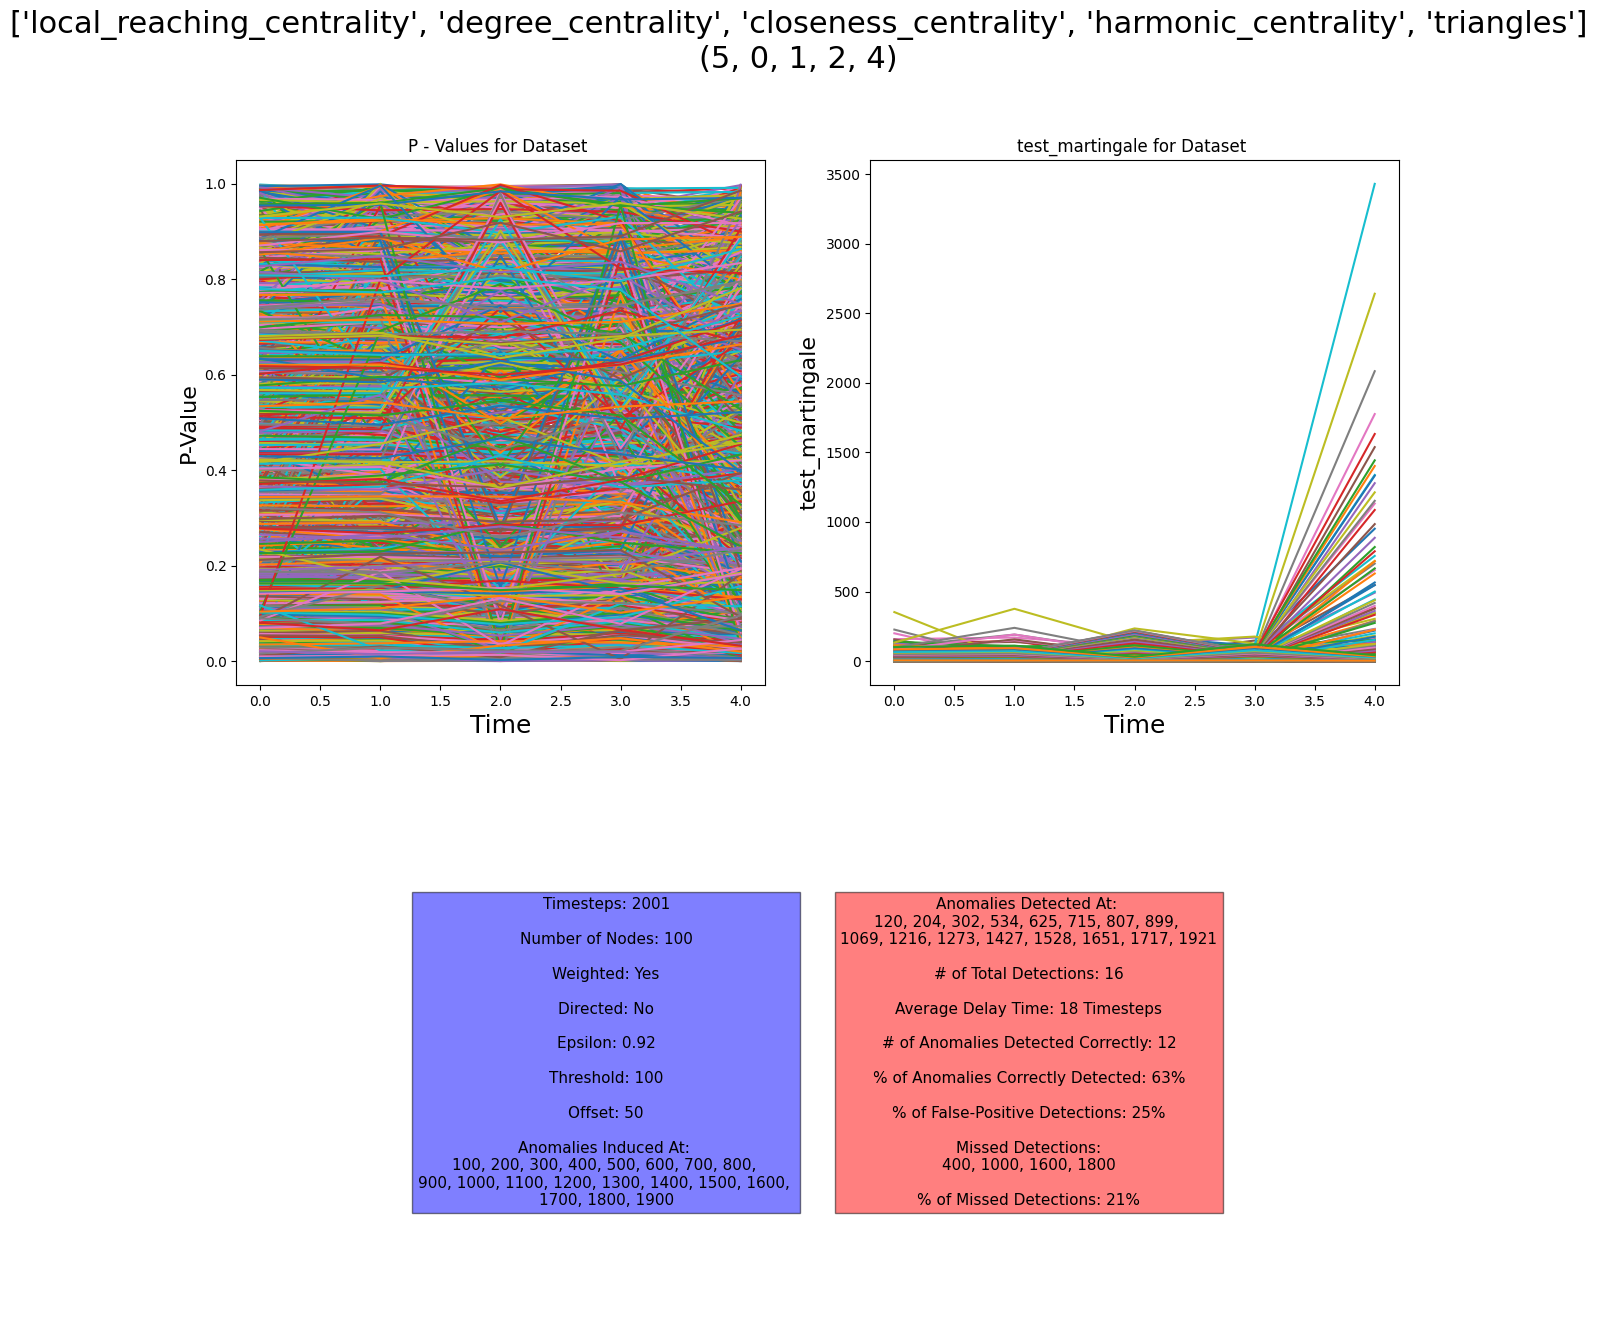 ['local_reaching_centrality', 'degree_centrality', 'closeness_centrality', 'harmonic_centrality', 'triangles']
(5, 0, 1, 2, 4)
P - Values for Dataset
1.0
0.8
0.6
0.4
0.2
0.0
P-Value
0.0 0.5 1.0 1.5 2.0 2.5 3.0 3.5 4.0
Time
test_martingale for Dataset
3500
3000
2500
2000
1500
1000
500
0
test_martingale
0.0 0.5 1.0 1.5 2.0 2.5 3.0 3.5 4.0
Time
Timesteps: 2001
Number of Nodes: 100
Weighted: Yes
Directed: No
Epsilon: 0.92
Threshold: 100
Offset: 50
Anomalies Induced At:
100, 200, 300, 400, 500, 600, 700, 800,
900, 1000, 1100, 1200, 1300, 1400, 1500, 1600,
1700, 1800, 1900
Anomalies Detected At:
120, 204, 302, 534, 625, 715, 807, 899,
1069, 1216, 1273, 1427, 1528, 1651, 1717, 1921
# of Total Detections: 16
Average Delay Time: 18 Timesteps
# of Anomalies Detected Correctly: 12
% of Anomalies Correctly Detected: 63%
% of False-Positive Detections: 25%
Missed Detections:
400, 1000, 1600, 1800
% of Missed Detections: 21%